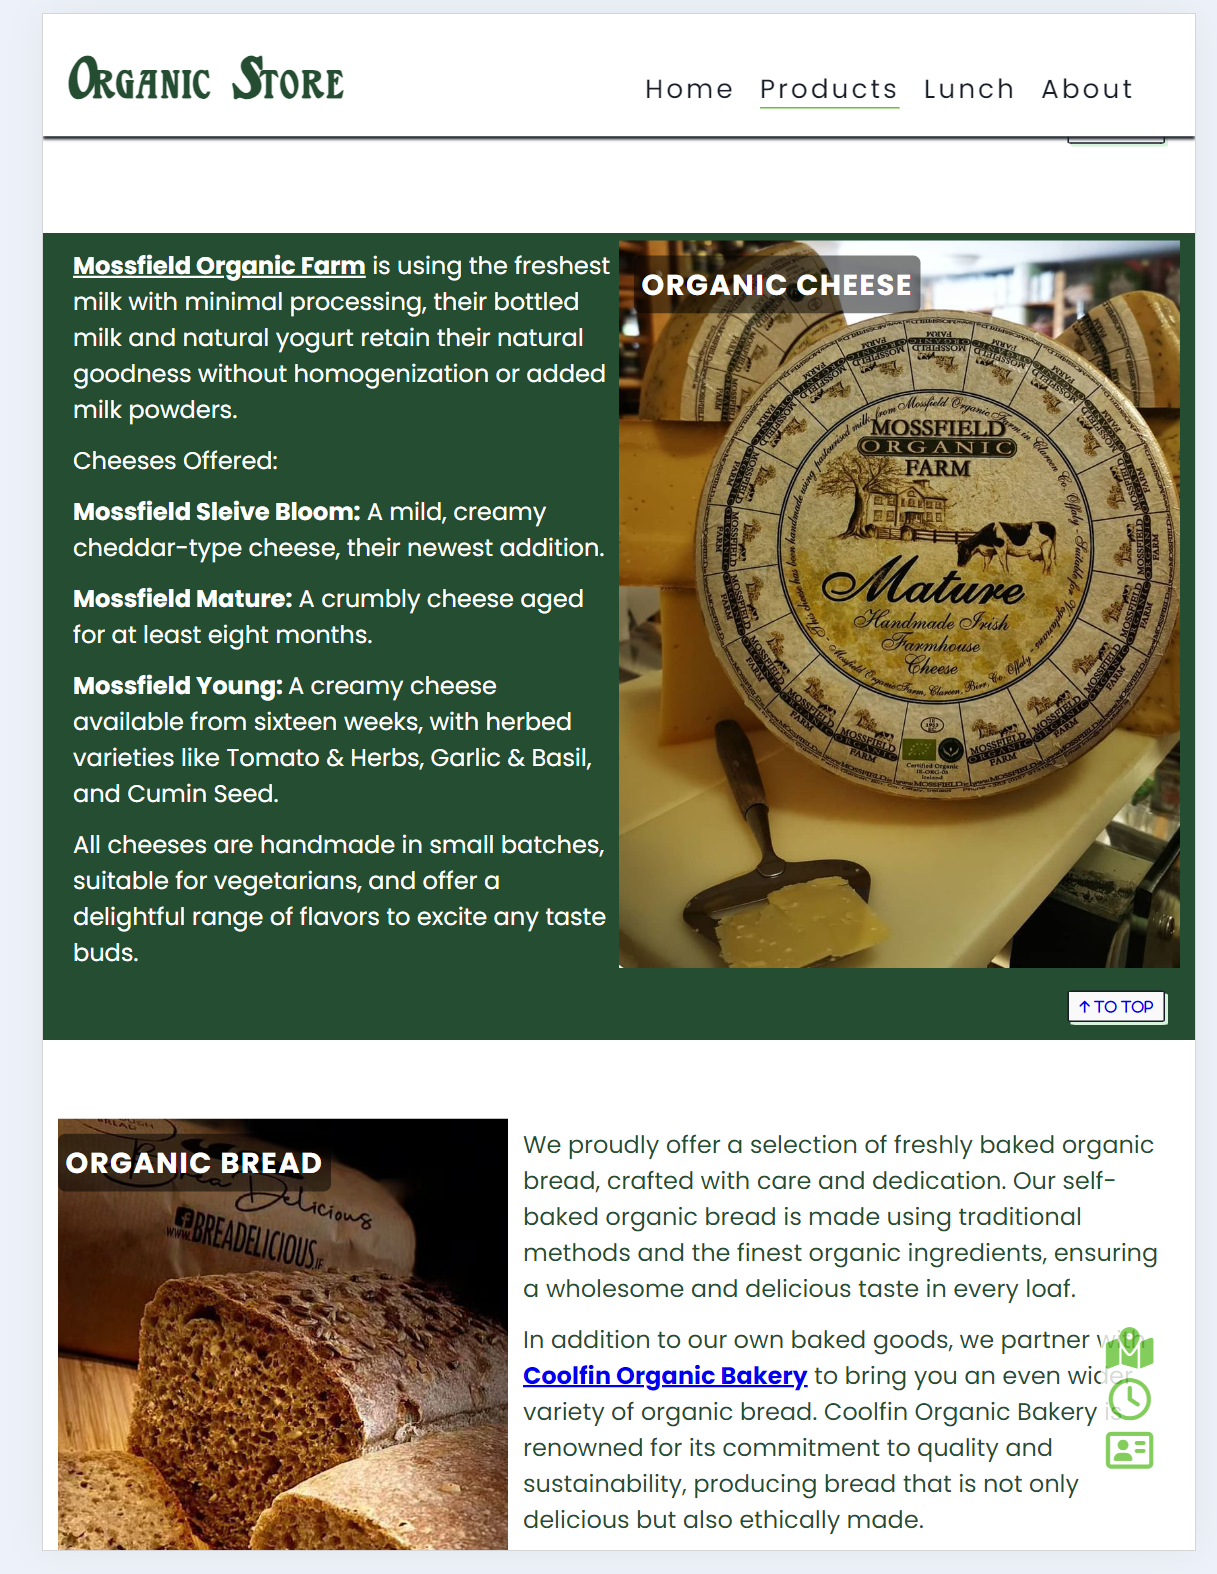 Organic Store
Home Products Lunch About
Mossfield Organic Farm is using the freshest
milk with minimal processing, their bottled
milk and natural yogurt retain their natural
goodness without homogenization or added
milk powders.
Cheeses Offered:
Mossfield Sleive Bloom: A mild, creamy
cheddar-type cheese, their newest addition.
Mossfield Mature: A crumbly cheese aged
for at least eight months.
Mossfield Young: A creamy cheese
available from sixteen weeks, with herbed
varieties like Tomato & Herbs, Garlic & Basil,
and Cumin Seed.
All cheeses are handmade in small batches,
suitable for vegetarians, and offer a
delightful range of flavors to excite any taste
buds.
ORGANIC CHEESE
MOSSFIELD
ORGANIC
FARM
Mature
Handmade Irish
Farmhouse
Cheese
Certified Organic
↑ TO TOP
ORGANIC BREAD
Delicious
WWW.BREADELICIOUS.IE
We proudly offer a selection of freshly baked organic
bread, crafted with care and dedication. Our self-
baked organic bread is made using traditional
methods and the finest organic ingredients, ensuring
a wholesome and delicious taste in every loaf.
In addition to our own baked goods, we partner with
Coolfin Organic Bakery to bring you an even wider
variety of organic bread. Coolfin Organic Bakery is
renowned for its commitment to quality and
sustainability, producing bread that is not only
delicious but also ethically made.